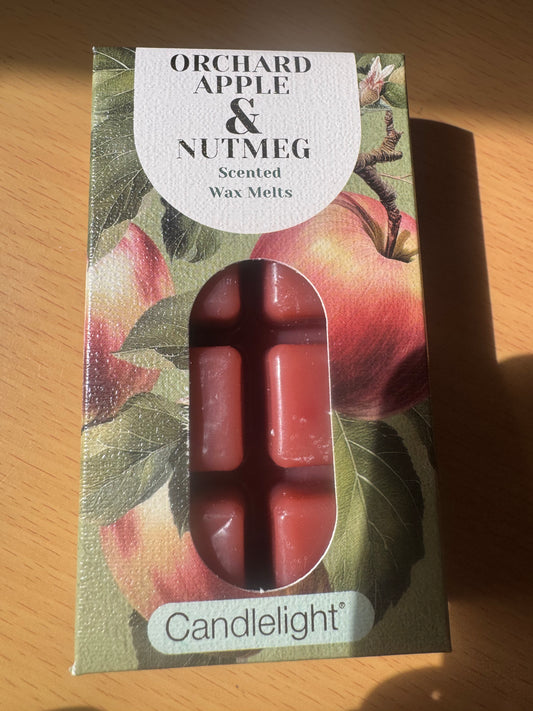 ORCHARD
APPLE
&
NUTMEG
Scented
Wax Melts
Candlelight®